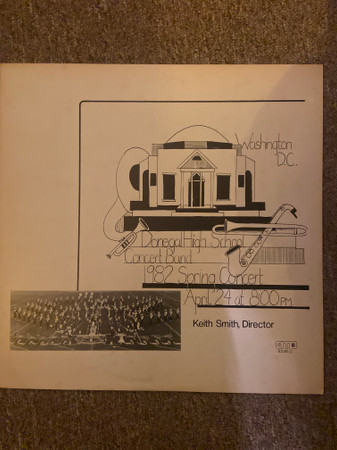 Washington
D.C.
Donegal High School
Concert Band
1982 Spring Concert
April 24 at 8:00 PM
Keith Smith, Director